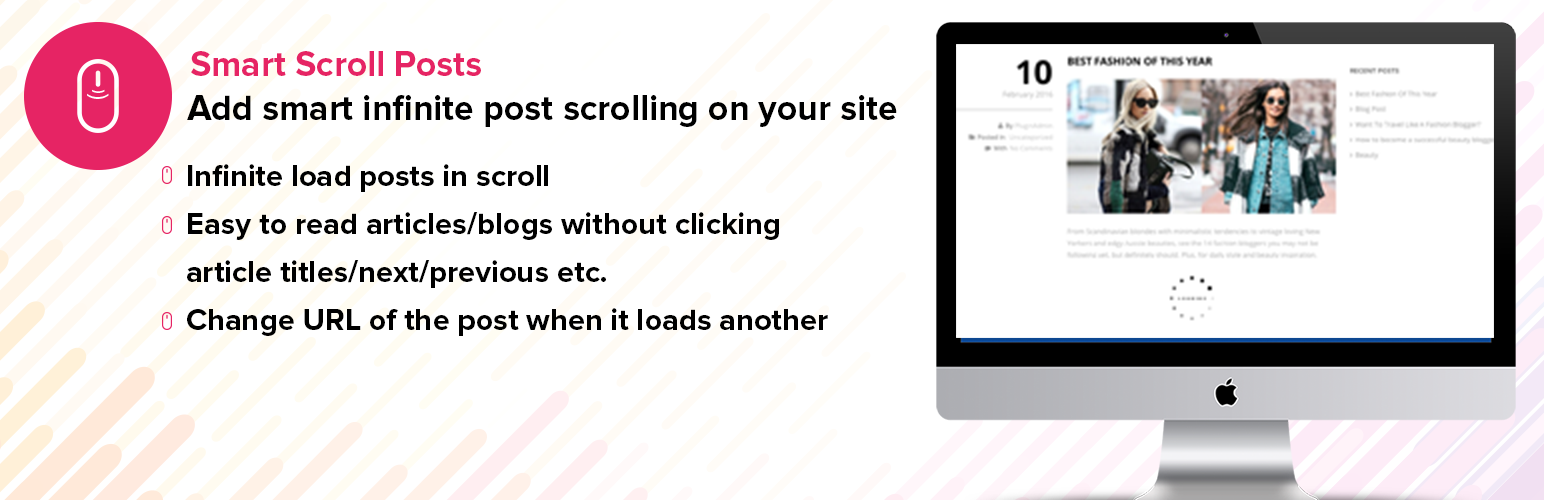 Smart Scroll Posts
Add smart infinite post scrolling on your site
Infinite load posts in scroll
Easy to read articles/blogs without clicking
article titles/next/previous etc.
Change URL of the post when it loads another
10
February 2016
By
Posted in: Uncategorized
With: No Comments
BEST FASHION OF THIS YEAR
From Scandinavian blondes with minimalistic tendencies to vintage loving New
Yorkers and edgy Aussie beauties, see the 14 fashion bloggers you may not be
following yet, but definitely should. Plus, for daily style and beauty inspiration.
LOADING
RECENT POSTS
Best Fashion Of This Year
Blog Post
Want To Travel Like A Fashion Blogger?
How to become a successful beauty blogge
Beauty